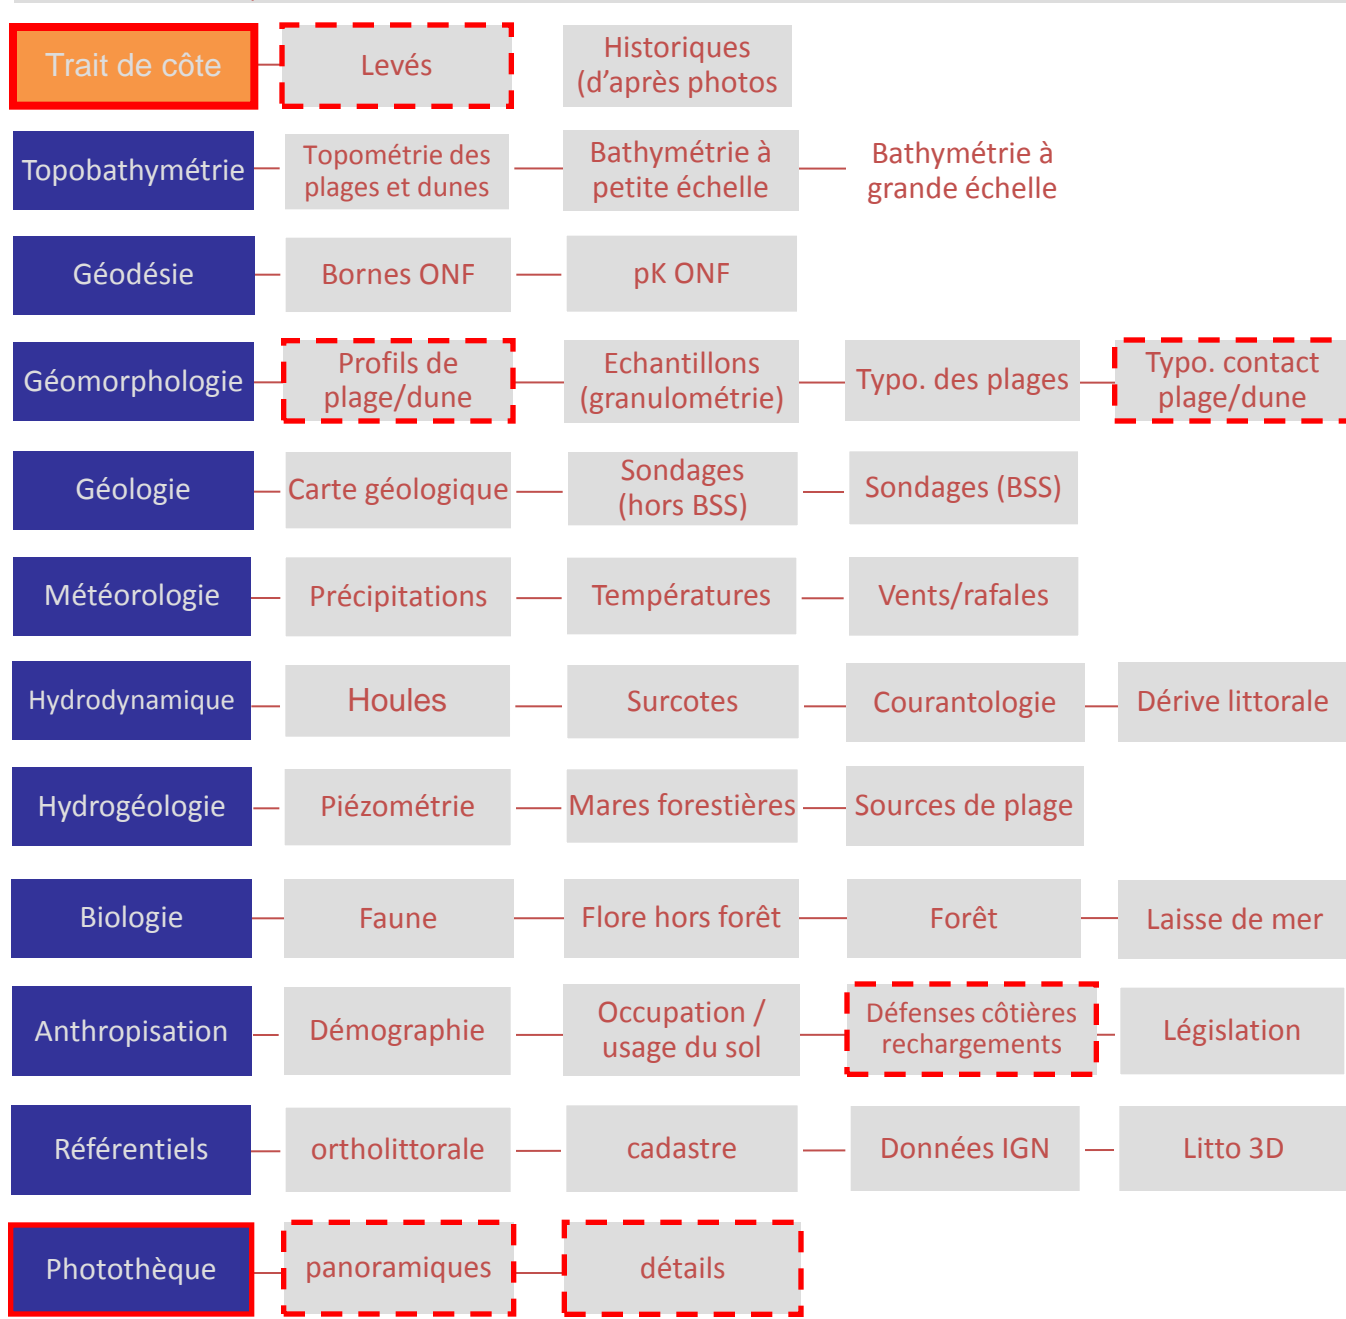 Trait de côte
Levés
Historiques
(d'après photos
Topobathymétrie
Topométrie des
plages et dunes
Bathymétrie à
petite échelle
Bathymétrie à
grande échelle
Géodésie
Bornes ONF
pK ONF
Géomorphologie
Profils de
plage/dune
Echantillons
(granulométrie)
Typo. des plages
Typo. contact
plage/dune
Géologie
Carte géologique
Sondages
(hors BSS)
Sondages (BSS)
Météorologie
Précipitations
Températures
Vents/rafales
Hydrodynamique
Houles
Surcotes
Courantologie
Dérive littorale
Hydrogéologie
Piézométrie
Mares forestières
Sources de plage
Biologie
Faune
Flore hors forêt
Forêt
Laisse de mer
Anthropisation
Démographie
Occupation /
usage du sol
Défenses côtières
rechargements
Législation
Référentiels
ortholittorale
cadastre
Données IGN
Litto 3D
Photothèque
panoramiques
détails